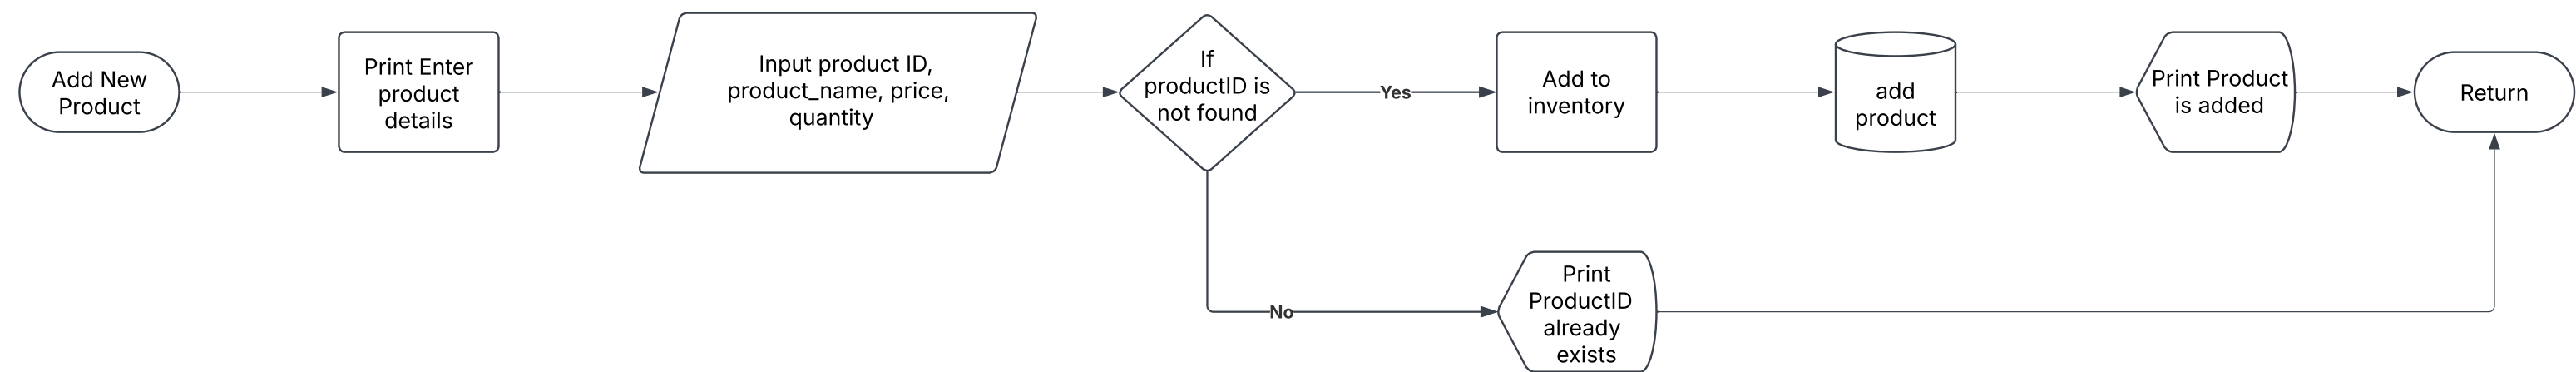 Add New
Product
Print Enter
product
details
Input product ID,
product_name, price,
quantity
If
productID is
not found
Yes
Add to
inventory
add
product
Print Product
is added
Return
No
Print
ProductID
already
exists